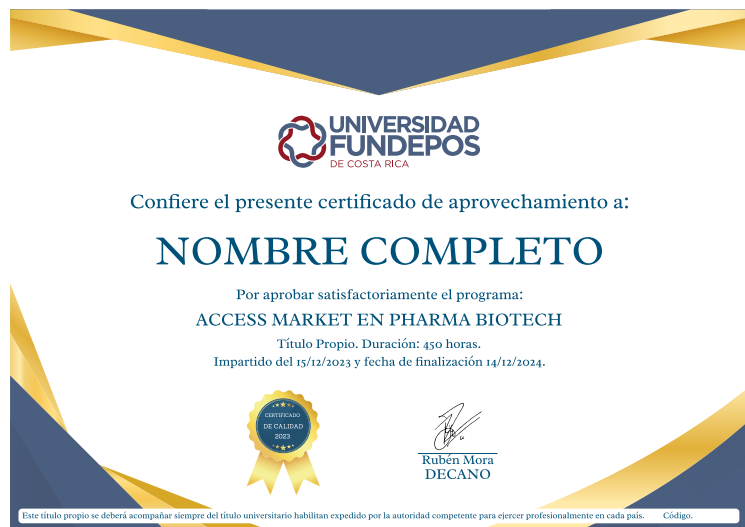 UNIVERSIDAD
FUNDEPOS
DE COSTA RICA
Confiere el presente certificado de aprovechamiento a:
NOMBRE COMPLETO
Por aprobar satisfactoriamente el programa:
ACCESS MARKET EN PHARMA BIOTECH
Título Propio. Duración: 450 horas.
Impartido del 15/12/2023 y fecha de finalización 14/12/2024.
CERTIFICADO
DE CALIDAD
2023
Rubén Mora
DECANO
Este título propio se deberá acompañar siempre del título universitario habilitan expedido por la autoridad competente para ejercer profesionalmente en cada país. Código.